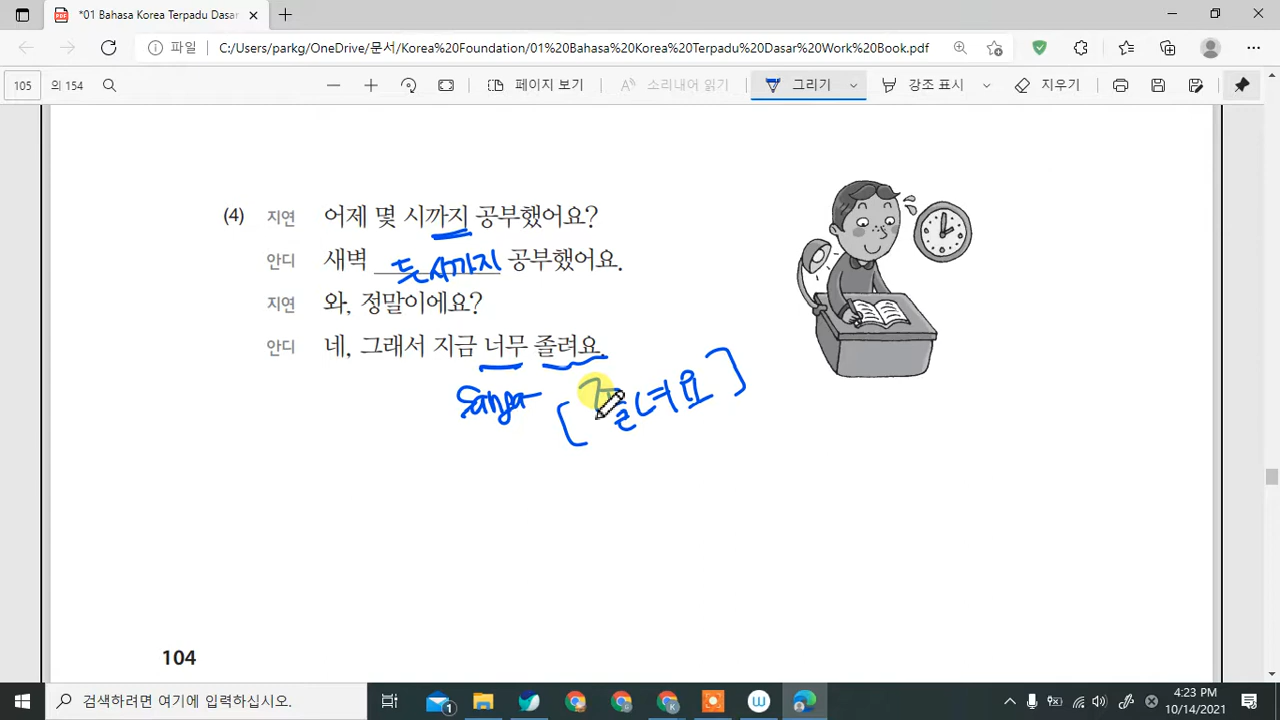 *01 Bahasa Korea Terpadu Dasar
파일 C:/Users/parkg/OneDrive/문서/Korea%20Foundation/01%20Bahasa%20Korea%20Terpadu%20Dasar%20Work%20Book.pdf
105 의 154 페이지 보기 소리내어 읽기 그리기 강조 표시 지우기
(4) 지연 어제 몇 시까지 공부했어요?
안디 새벽 두 시까지 공부했어요.
지연 와, 정말이에요?
안디 네, 그래서 지금 너무 졸려요.
[졸려요]
104
검색하려면 여기에 입력하십시오.
1
4:23 PM
10/14/2021